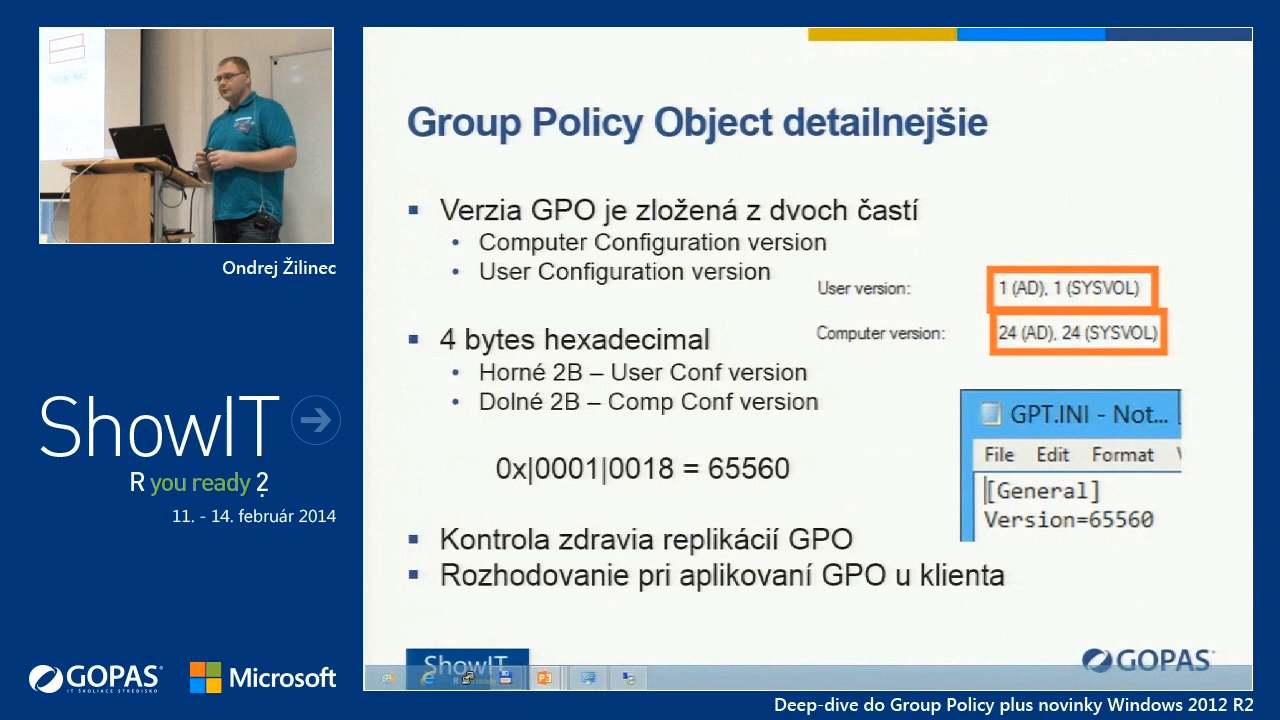 Group Policy Object detailnejšie
Verzia GPO je zložená z dvoch častí
Computer Configuration version
User Configuration version
User version: 1 (AD), 1 (SYSVOL)
Computer version: 24 (AD), 24 (SYSVOL)
4 bytes hexadecimal
Horné 2B – User Conf version
Dolné 2B – Comp Conf version
0x|0001|0018 = 65560
GPT.INI - Not...
File Edit Format
[General]
Version=65560
Kontrola zdravia replikácií GPO
Rozhodovanie pri aplikovaní GPO u klienta
ShowIT
GOPAS
Ondrej Žilinec
ShowIT
R you ready ?
11. - 14. február 2014
GOPAS
IT ŠKOLIACE STREDISKO
Microsoft
Deep-dive do Group Policy plus novinky Windows 2012 R2